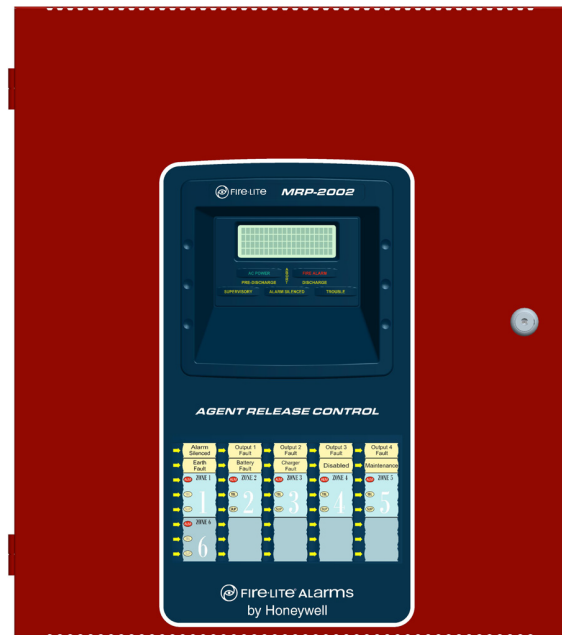 FIRE·LITE MRP-2002
AC POWER FIRE ALARM
PRE-DISCHARGE DISCHARGE
SUPERVISORY ALARM SILENCED TROUBLE
AGENT RELEASE CONTROL
Alarm Silenced Output 1 Fault Output 2 Fault Output 3 Fault Output 4 Fault
Earth Fault Battery Fault Charger Fault Disabled Maintenance
ZONE 1 ZONE 2 ZONE 3 ZONE 4 ZONE 5
1 2 3 4 5
ZONE 6
6
FIRE·LITE ALARMS
by Honeywell